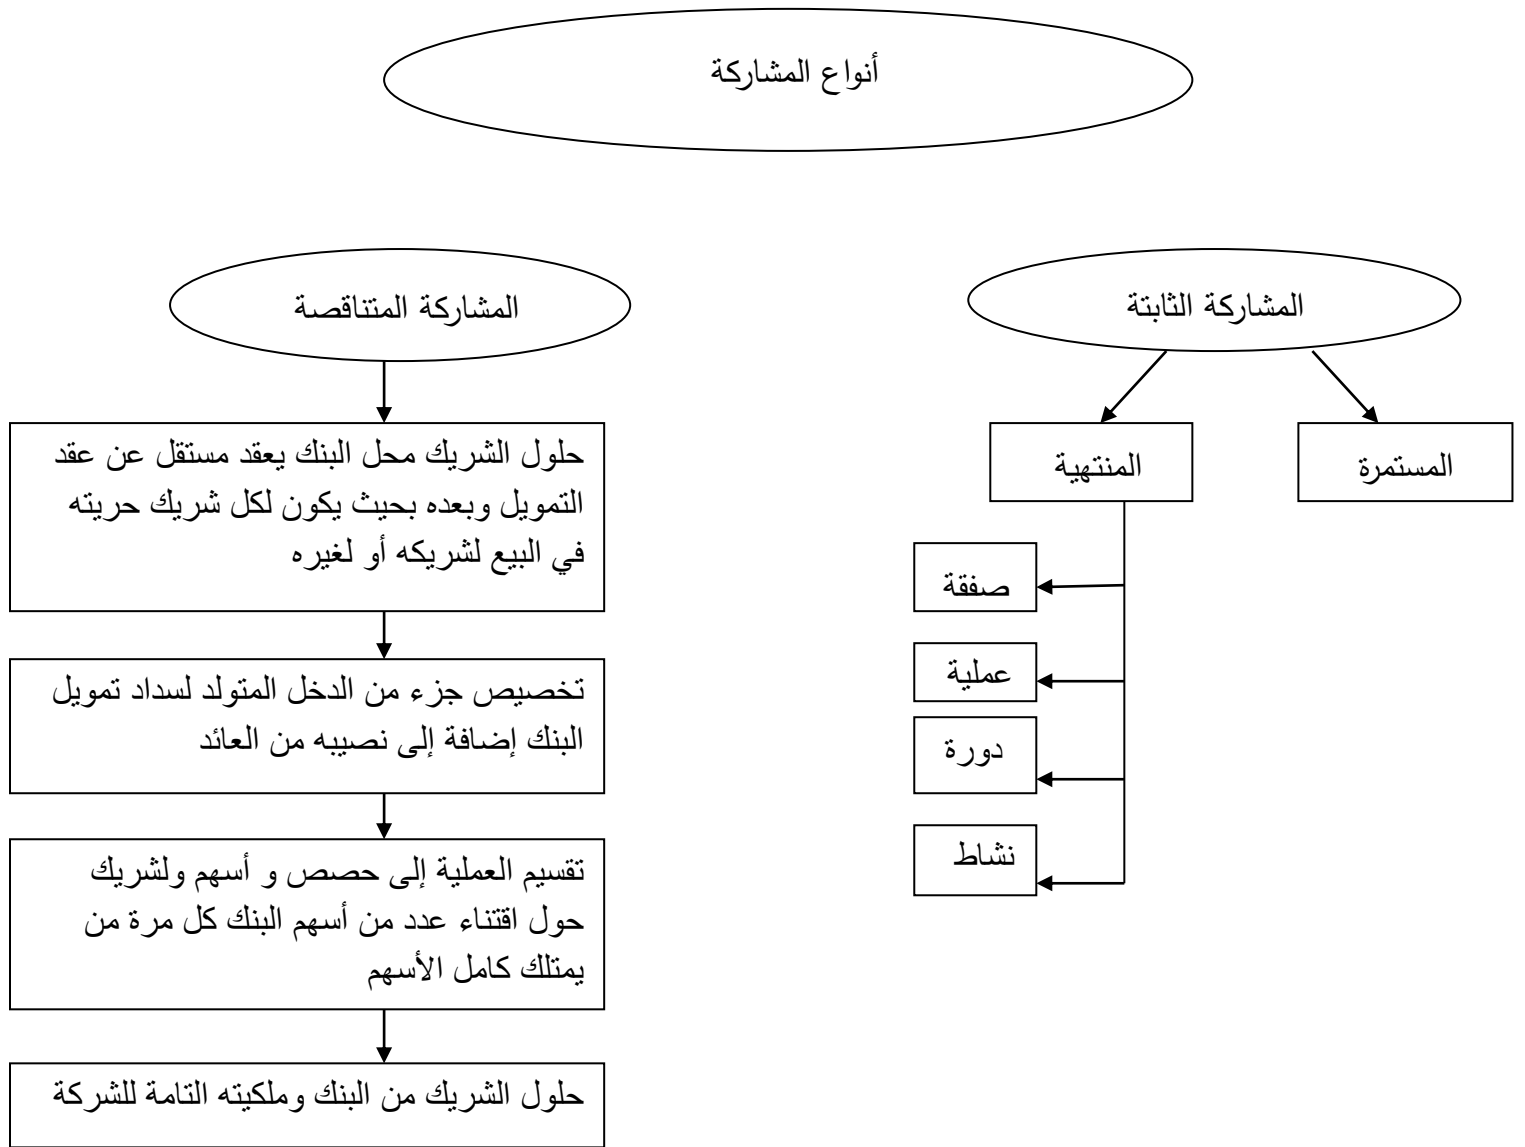 أنواع المشاركة
المشاركة الثابتة
المستمرة
المنتهية
صفقة
عملية
دورة
نشاط
المشاركة المتناقصة
حلول الشريك محل البنك يعقد مستقل عن عقد
التمويل وبعده بحيث يكون لكل شريك حريته
في البيع لشريكه أو لغيره
تخصيص جزء من الدخل المتولد لسداد تمويل
البنك إضافة إلى نصيبه من العائد
تقسيم العملية إلى حصص و أسهم ولشريك
حول اقتناء عدد من أسهم البنك كل مرة من
يمتلك كامل الأسهم
حلول الشريك من البنك وملكيته التامة للشركة